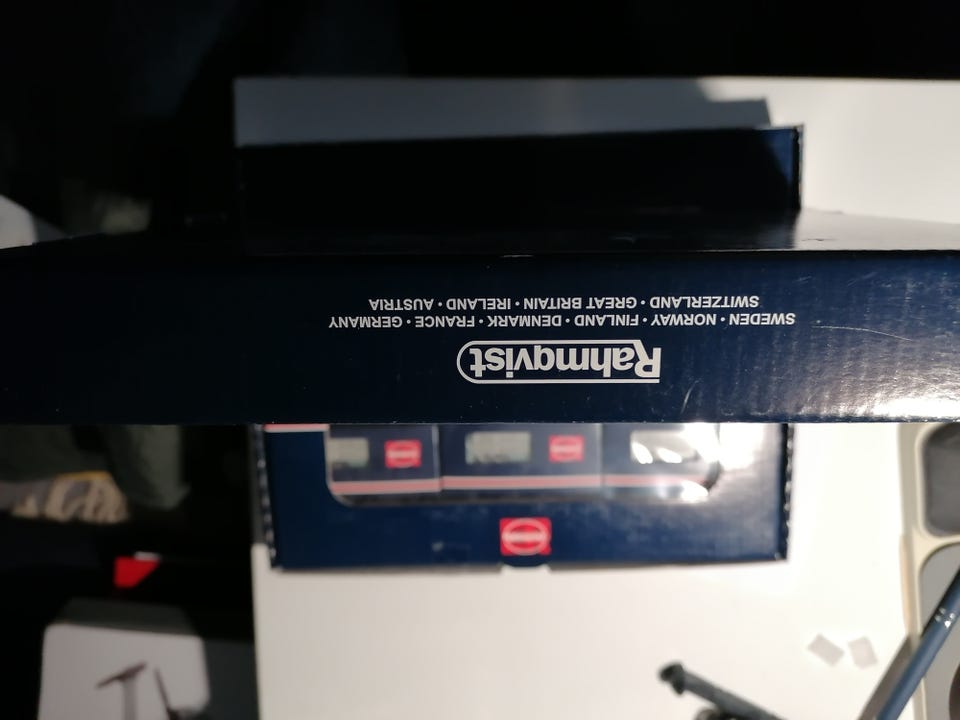 Rahmqvist
SWEDEN • NORWAY • FINLAND • DENMARK • FRANCE • GERMANY
SWITZERLAND • GREAT BRITAIN • IRELAND • AUSTRIA